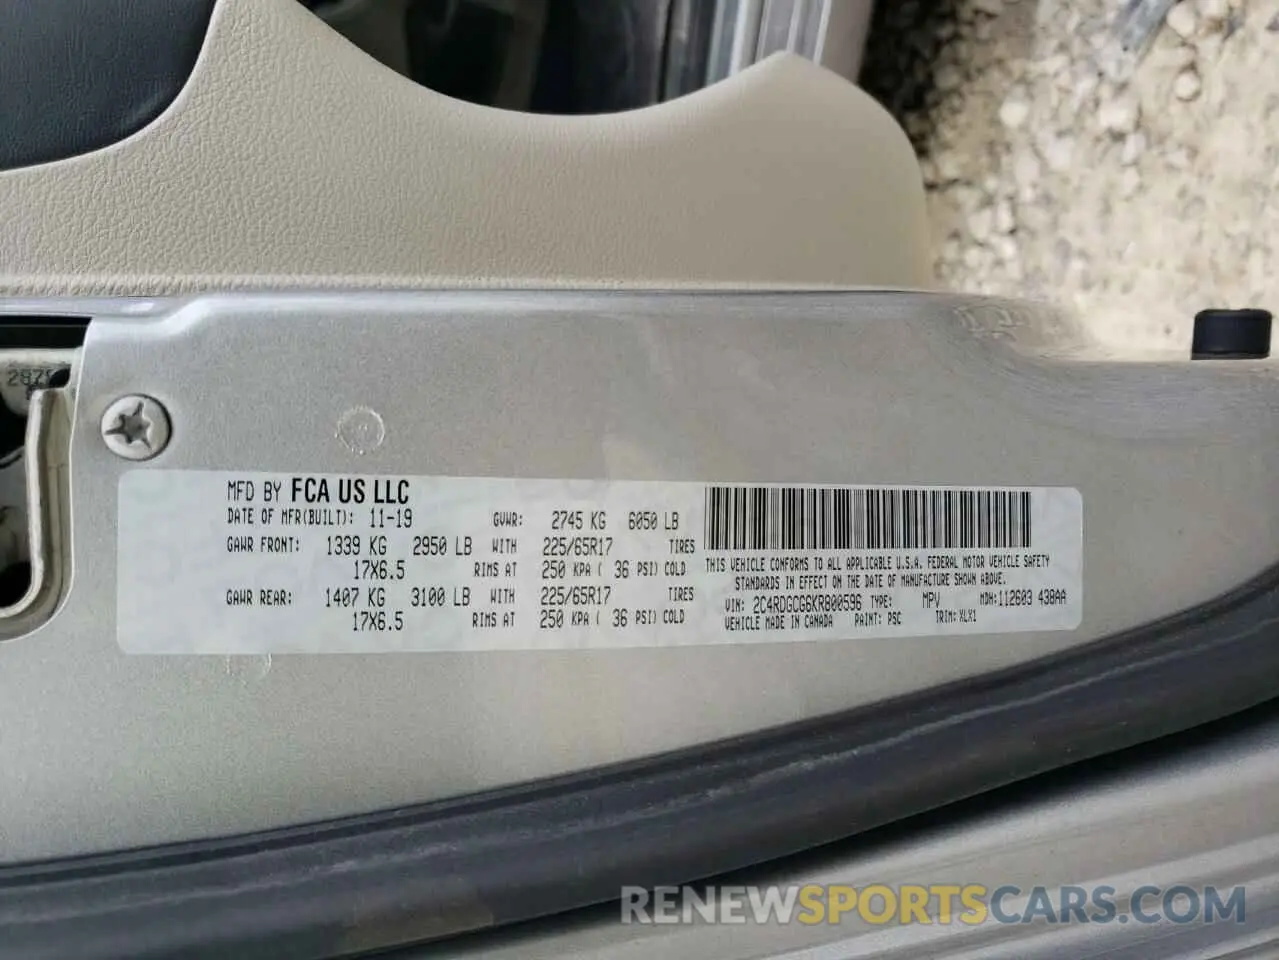 MFD BY FCA US LLC
DATE OF MFR(BUILT): 11-19 GVWR: 2745 KG 6050 LB
GAWR FRONT: 1339 KG 2950 LB WITH 225/65R17 TIRES
17X6.5 RIMS AT 250 KPA ( 36 PSI) COLD
GAWR REAR: 1407 KG 3100 LB WITH 225/65R17 TIRES
17X6.5 RIMS AT 250 KPA ( 36 PSI) COLD
THIS VEHICLE CONFORMS TO ALL APPLICABLE U.S.A. FEDERAL MOTOR VEHICLE SAFETY
STANDARDS IN EFFECT ON THE DATE OF MANUFACTURE SHOWN ABOVE.
VIN: 2C4RDGCG6KR800596 TYPE: MPV MDH:112603 438AA
VEHICLE MADE IN CANADA PAINT: PSC TRIM:XLX1
RENEWSPORTSCARS.COM